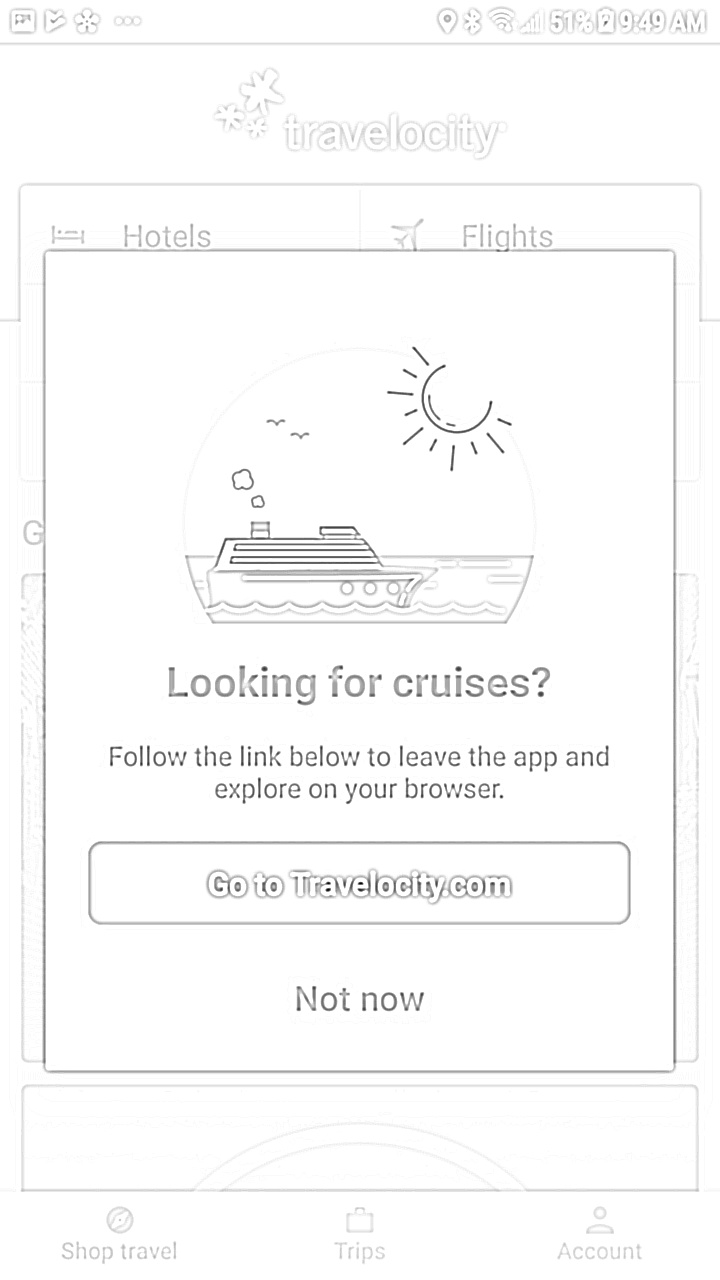 51% 9:49 AM
travelocity
Hotels Flights
G
Looking for cruises?
Follow the link below to leave the app and
explore on your browser.
Go to Travelocity.com
Not now
Shop travel Trips Account